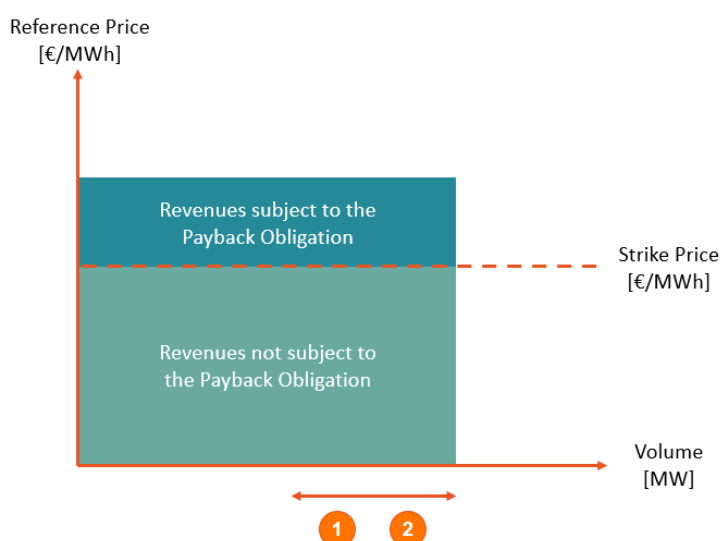 Reference Price
[€/MWh]
Revenues subject to the
Payback Obligation
Strike Price
[€/MWh]
Revenues not subject to
the Payback Obligation
Volume
[MW]
1 2